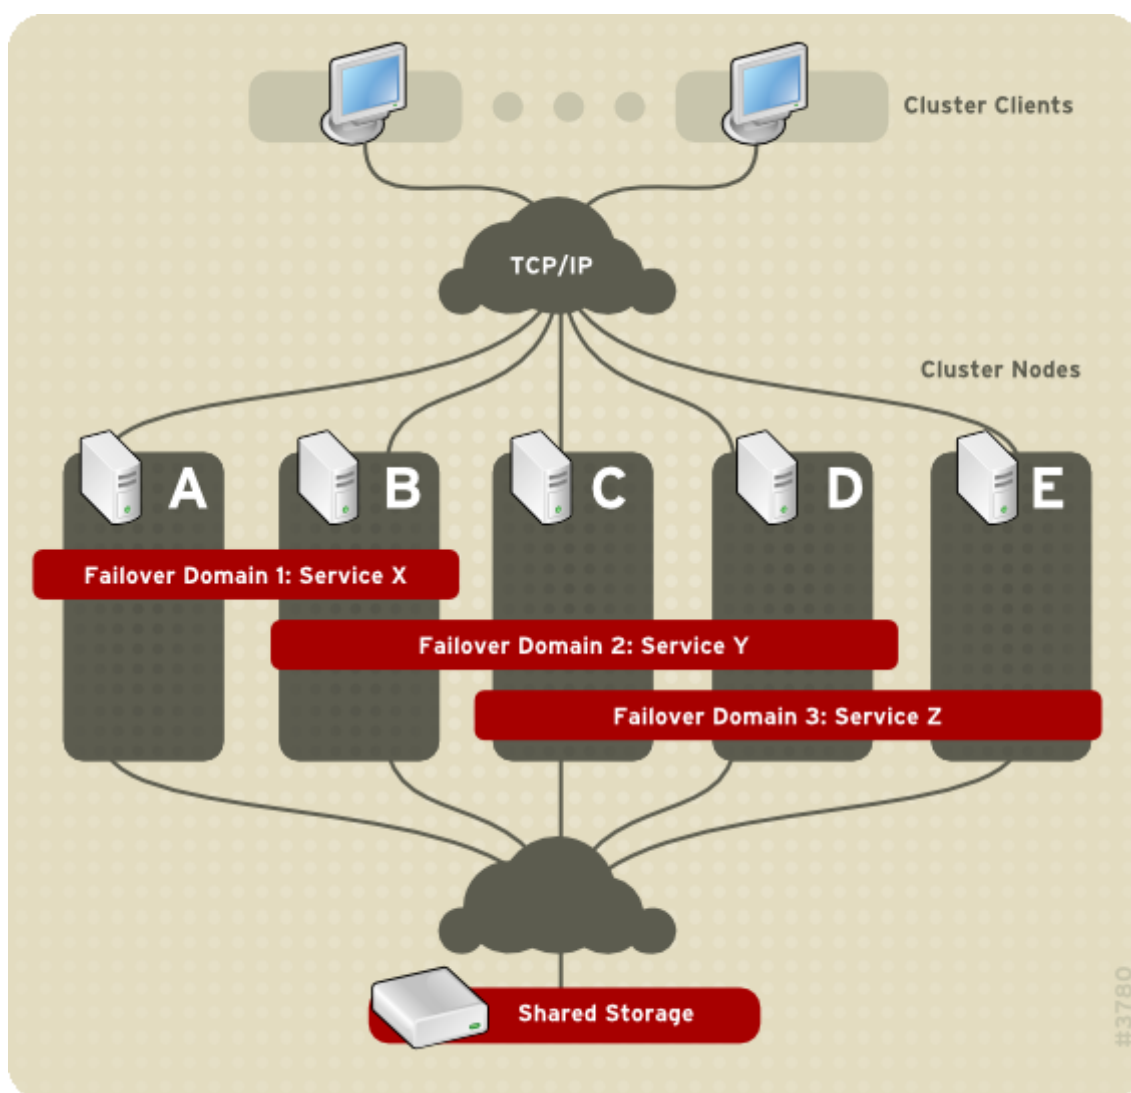 Cluster Clients
TCP/IP
Cluster Nodes
A B C D E
Failover Domain 1: Service X
Failover Domain 2: Service Y
Failover Domain 3: Service Z
Shared Storage
#3780